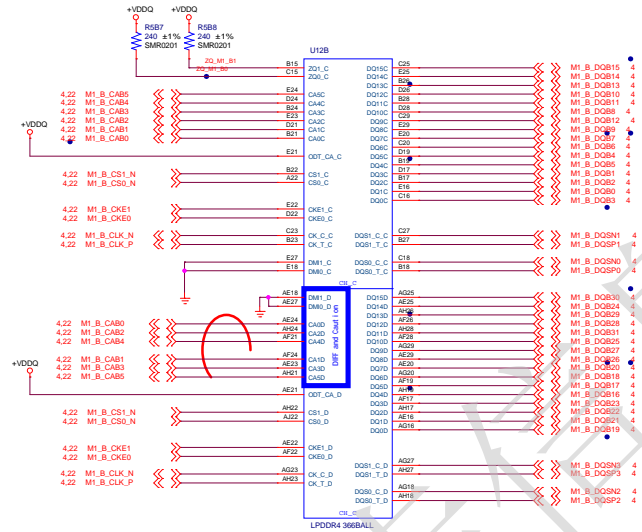 +VDDQ +VDDQ
R5B7 R5B8
240 ±1% 240 ±1%
SMR0201 SMR0201
U12B
ZQ_M1_B1
B15 ZQ1_C DQ15C C25 M1_B_DQB15 4
ZQ_M1_B0
C15 ZQ0_C DQ14C E25 M1_B_DQB14 4
DQ13C B26 M1_B_DQB13 4
4,22 M1_B_CAB5 E24 CA5C DQ12C D26 M1_B_DQB10 4
4,22 M1_B_CAB4 D24 CA4C DQ11C B28 M1_B_DQB11 4
4,22 M1_B_CAB3 B24 CA3C DQ10C D28 M1_B_DQB8 4
4,22 M1_B_CAB2 E23 CA2C DQ9C C29 M1_B_DQB12 4
4,22 M1_B_CAB1 D21 CA1C DQ8C E29 M1_B_DQB9 4
4,22 M1_B_CAB0 B21 CA0C DQ7C E20 M1_B_DQB7 4
+VDDQ
DQ6C C20 M1_B_DQB6 4
E21 ODT_CA_C DQ5C D19 M1_B_DQB4 4
DQ4C B19 M1_B_DQB5 4
4,22 M1_B_CS1_N B22 CS1_C DQ3C D17 M1_B_DQB1 4
4,22 M1_B_CS0_N A22 CS0_C DQ2C B17 M1_B_DQB2 4
DQ1C E16 M1_B_DQB0 4
DQ0C C16 M1_B_DQB3 4
4,22 M1_B_CKE1 E22 CKE1_C
4,22 M1_B_CKE0 D22 CKE0_C
4,22 M1_B_CLK_N C23 CK_C_C DQS1_C_C C27 M1_B_DQSN1 4
4,22 M1_B_CLK_P B23 CK_T_C DQS1_T_C B27 M1_B_DQSP1 4
E27 DMI1_C DQS0_C_C C18 M1_B_DQSN0 4
E18 DMI0_C DQS0_T_C B18 M1_B_DQSP0 4
CH_C
AE18 DMI1_D DQ15D AG25 M1_B_DQB30 4
AE27 DMI0_D DQ14D AE25 M1_B_DQB24 4
DIFF and Caution
DQ13D AH26 M1_B_DQB29 4
4,22 M1_B_CAB0 AE24 CA0D DQ12D AF26 M1_B_DQB28 4
4,22 M1_B_CAB2 AH24 CA2D DQ11D AH28 M1_B_DQB31 4
4,22 M1_B_CAB4 AF21 CA4D DQ10D AF28 M1_B_DQB25 4
DQ9D AG29 M1_B_DQB27 4
4,22 M1_B_CAB1 AF24 CA1D DQ8D AE29 M1_B_DQB26 4
4,22 M1_B_CAB3 AE23 CA3D DQ7D AE20 M1_B_DQB20 4
4,22 M1_B_CAB5 AH21 CA5D DQ6D AG20 M1_B_DQB18 4
+VDDQ
DQ5D AF19 M1_B_DQB17 4
AE21 ODT_CA_D DQ4D M1_B_DQB16 4
DQ3D AF17 M1_B_DQB23 4
4,22 M1_B_CS1_N AH22 CS1_D DQ2D AH17 M1_B_DQB22 4
4,22 M1_B_CS0_N AJ22 CS0_D DQ1D AE16 M1_B_DQB21 4
DQ0D AG16 M1_B_DQB19 4
4,22 M1_B_CKE1 AE22 CKE1_D
4,22 M1_B_CKE0 AF22 CKE0_D
4,22 M1_B_CLK_N AG23 CK_C_D DQS1_C_D AG27 M1_B_DQSN3 4
4,22 M1_B_CLK_P AH23 CK_T_D DQS1_T_D AH27 M1_B_DQSP3 4
DQS0_C_D AG18 M1_B_DQSN2 4
DQS0_T_D AH18 M1_B_DQSP2 4
CH_D
LPDDR4 366BALL